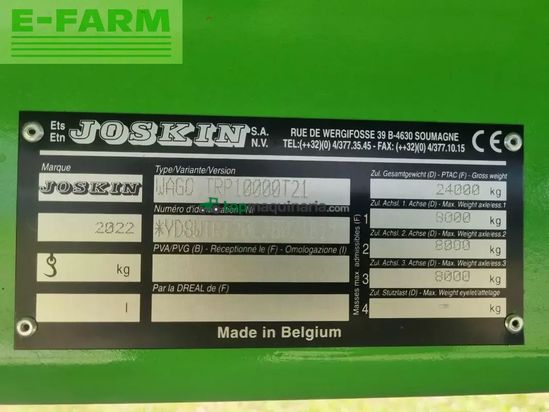 E-FARM
Ets
Etn
JOSKIN S.A.
N.V.
RUE DE WERGIFOSSE 39 B-4630 SOUMAGNE
TEL:(++32)(0) 4/377.35.45 - FAX: (++32)(0) 4/377.10.15
CE
Marque
JOSKIN
2022
kg
l
Type/Variante/Version
WAGO TRP10000T21
Numéro d'identification (N)
topmaquinaria.com
PVA/PVG (B) - Réceptionné le (F) - Omologazione (I)
Par la DREAL de (F)
Zul. Gesamtgewicht (D) - PTAC (F) - Gross weight
24000 kg
Masses max admissibles (F)
Zul. Achsl. 1. Achse (D) - Max. Weight axle/ess.1
1 8000 kg
Zul. Achsl. 2. Achse (D) - Max. Weight axle/ess.2
2 8000 kg
Zul. Achsl. 3. Achse (D) - Max. Weight axle/ess.3
3 8000 kg
Zul. Stutzlast (D) - Max. Weight eyelet/attelage
4 kg
Made in Belgium